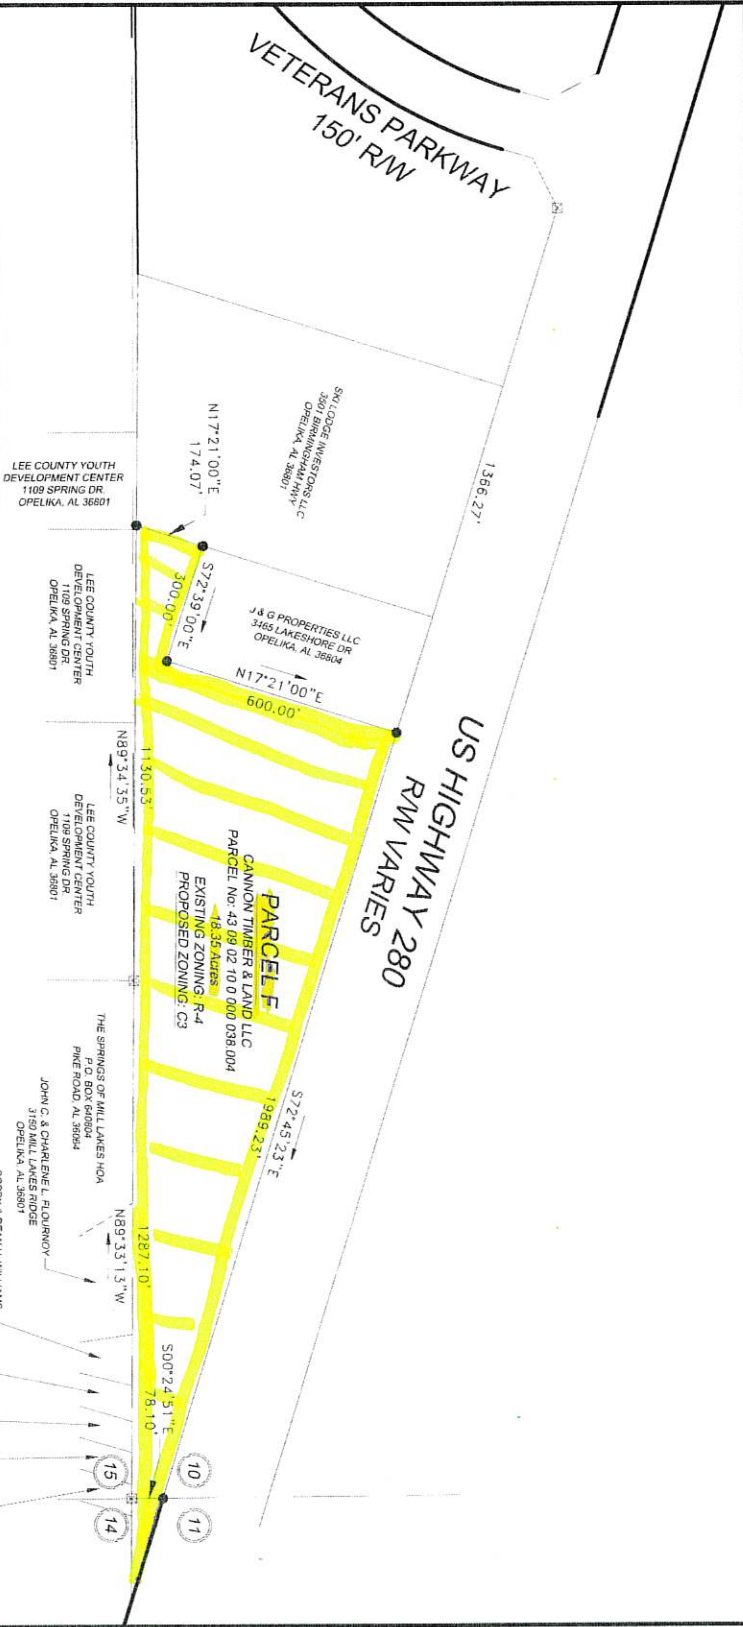 VETERANS PARKWAY
150' R/W
1366.27'
SKI LODGE INVESTORS LLC
3501 BIRMINGHAM HWY
OPELIKA, AL 36801
N17°21'00"E
174.07'
LEE COUNTY YOUTH
DEVELOPMENT CENTER
1109 SPRING DR.
OPELIKA, AL 36801
S72°39'00"E
300.00'
J & G PROPERTIES LLC
3465 LAKESHORE DR
OPELIKA, AL 36804
N17°21'00"E
600.00'
LEE COUNTY YOUTH
DEVELOPMENT CENTER
1109 SPRING DR.
OPELIKA, AL 36801
US HIGHWAY 280
R/W VARIES
1130.53'
N89°34'35"W
LEE COUNTY YOUTH
DEVELOPMENT CENTER
1109 SPRING DR.
OPELIKA, AL 36801
PARCEL F
CANNON TIMBER & LAND LLC
PARCEL No: 43 09 02 10 0 000 038.004
18.35 Acres
EXISTING ZONING: R-4
PROPOSED ZONING: C3
S72°45'23"E
1989.23'
THE SPRINGS OF MILL LAKES HOA
P.O. BOX 640804
PIKE ROAD, AL 36064
JOHN C. & CHARLENE L. FLOURNOY
3150 MILL LAKES RIDGE
OPELIKA, AL 36801
1287.10'
N89°33'13"W
S00°24'51"E
78.10'
10
11
15
14